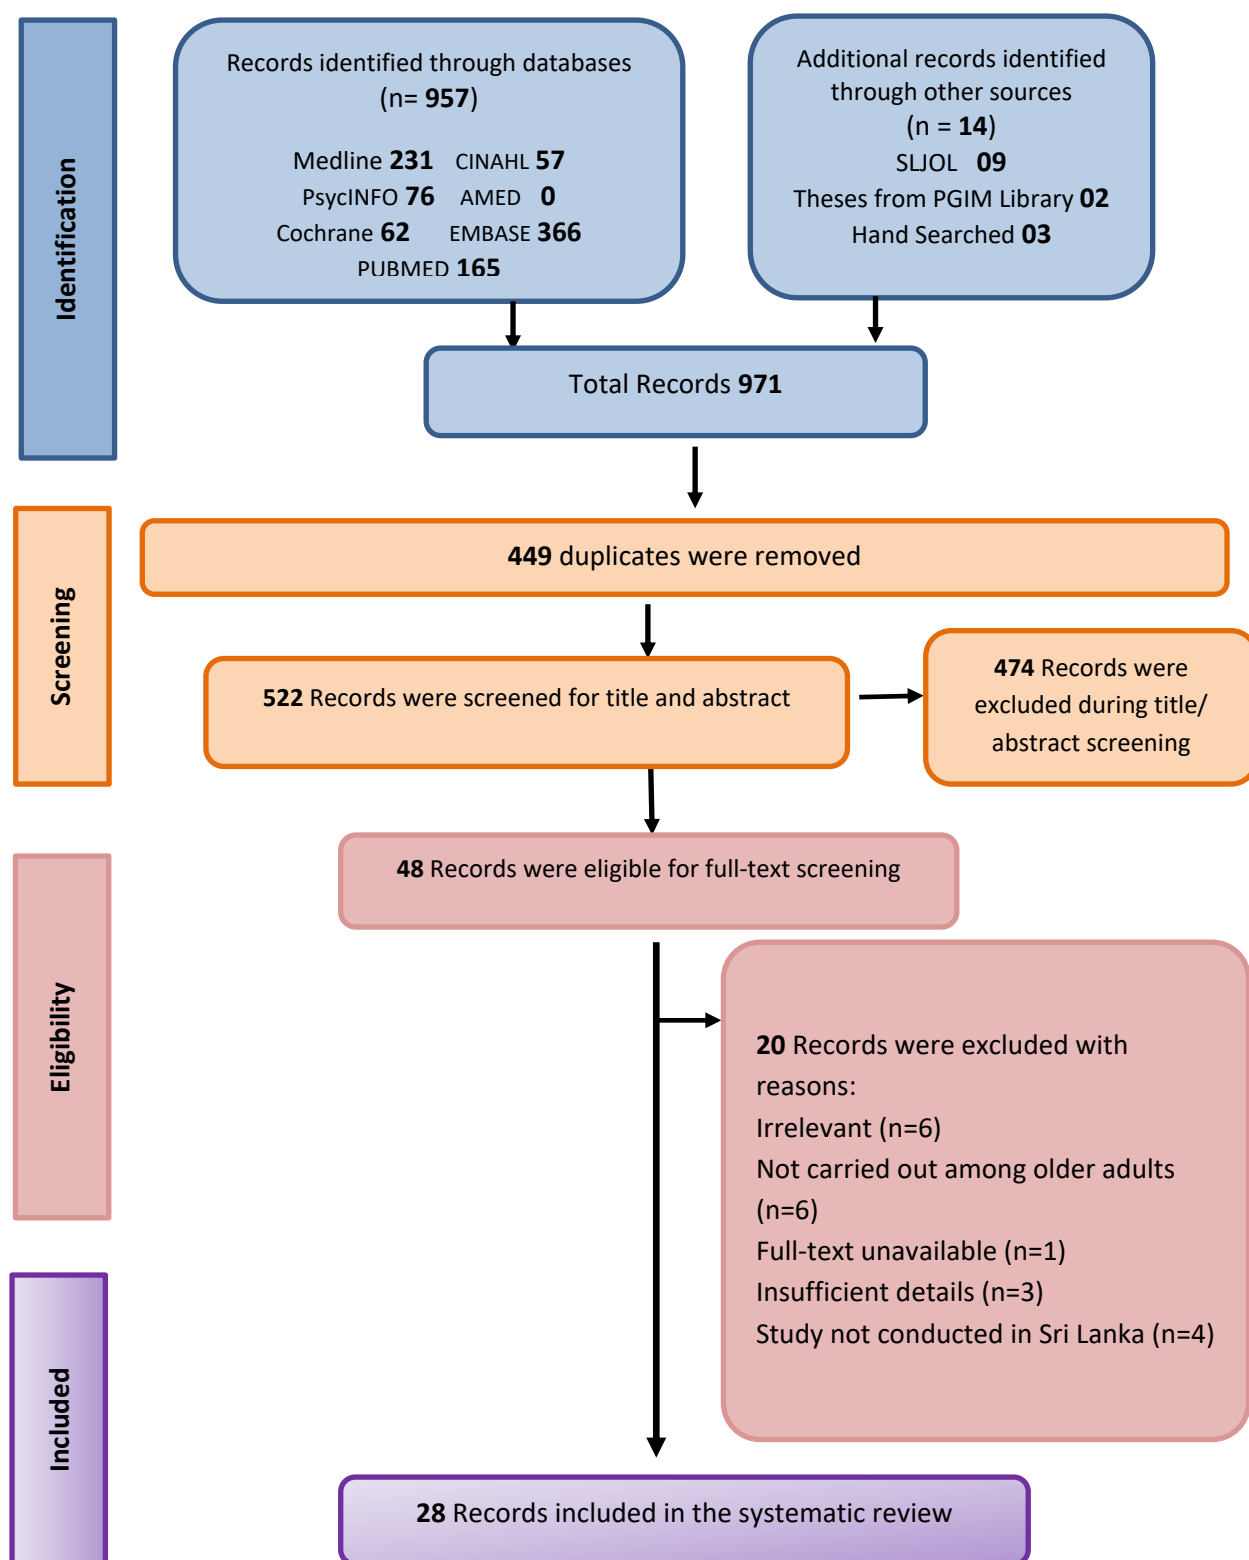 Identification
Records identified through databases
(n= 957)
Medline 231 CINAHL 57
PsycINFO 76 AMED 0
Cochrane 62 EMBASE 366
PUBMED 165
Additional records identified
through other sources
(n = 14)
SLJOL 09
Theses from PGIM Library 02
Hand Searched 03
Total Records 971
Screening
449 duplicates were removed
522 Records were screened for title and abstract
474 Records were
excluded during title/
abstract screening
Eligibility
48 Records were eligible for full-text screening
20 Records were excluded with
reasons:
Irrelevant (n=6)
Not carried out among older adults
(n=6)
Full-text unavailable (n=1)
Insufficient details (n=3)
Study not conducted in Sri Lanka (n=4)
Included
28 Records included in the systematic review